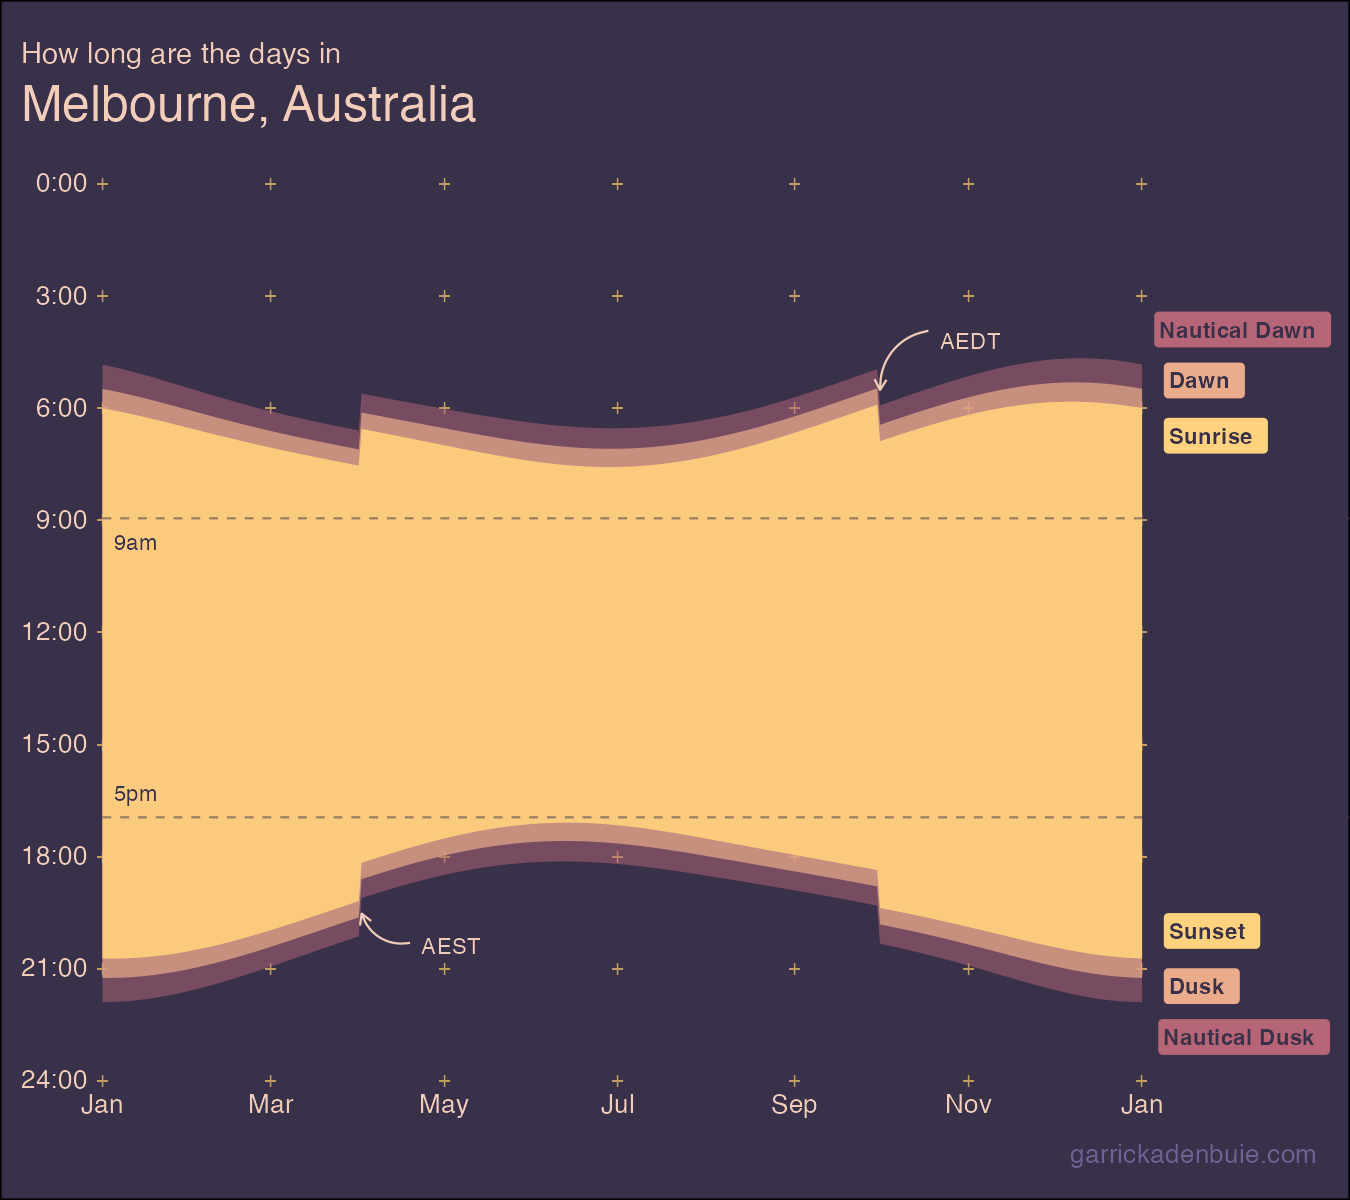 How long are the days in
Melbourne, Australia
0:00
3:00
Nautical Dawn
AEDT
Dawn
6:00
Sunrise
9:00
9am
12:00
15:00
5pm
18:00
Sunset
AEST
21:00
Dusk
Nautical Dusk
24:00
Jan Mar May Jul Sep Nov Jan
garrickadenbuie.com